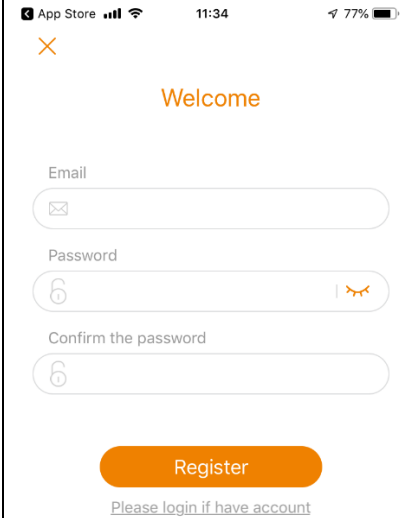 App Store 11:34 77%
Welcome
Email
Password
Confirm the password
Register
Please login if have account